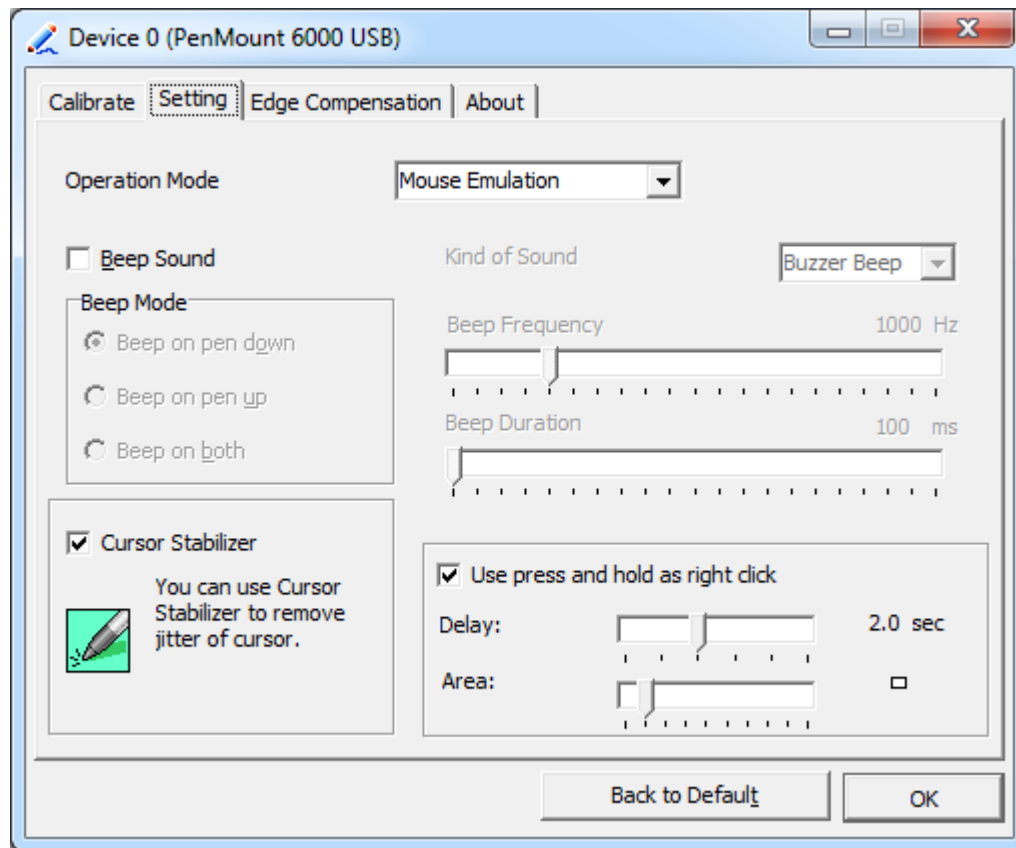 Device 0 (PenMount 6000 USB)
Calibrate Setting Edge Compensation About
Operation Mode Mouse Emulation
Beep Sound Kind of Sound Buzzer Beep
Beep Mode
Beep on pen down
Beep on pen up
Beep on both
Beep Frequency 1000 Hz
Beep Duration 100 ms
Cursor Stabilizer
You can use Cursor
Stabilizer to remove
jitter of cursor.
Use press and hold as right click
Delay: 2.0 sec
Area:
Back to Default OK